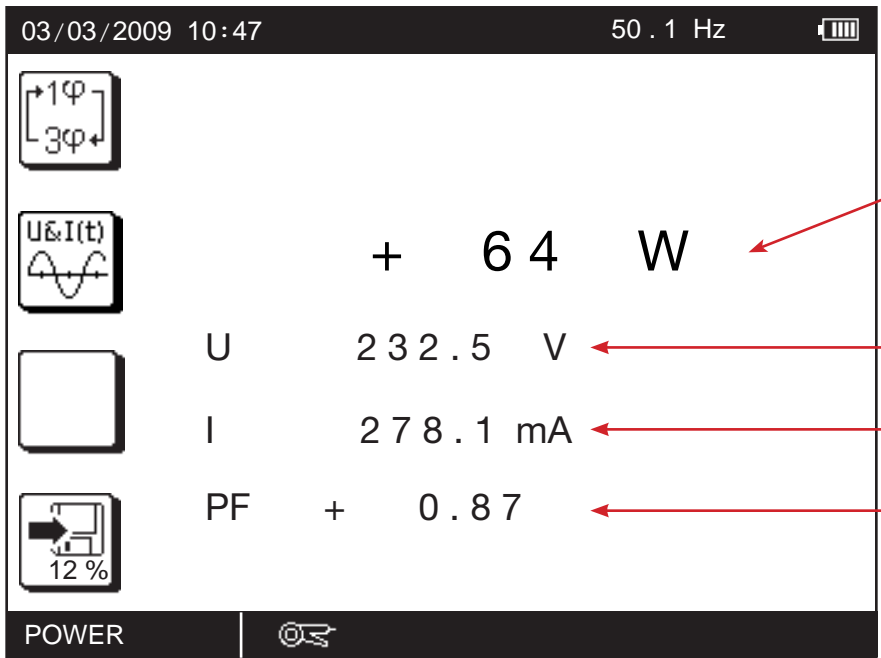 03/03/2009 10:47 50.1 Hz
1φ
3φ
U&I(t)
+ 64 W
U 232.5 V
I 278.1 mA
PF + 0.87
12 %
POWER